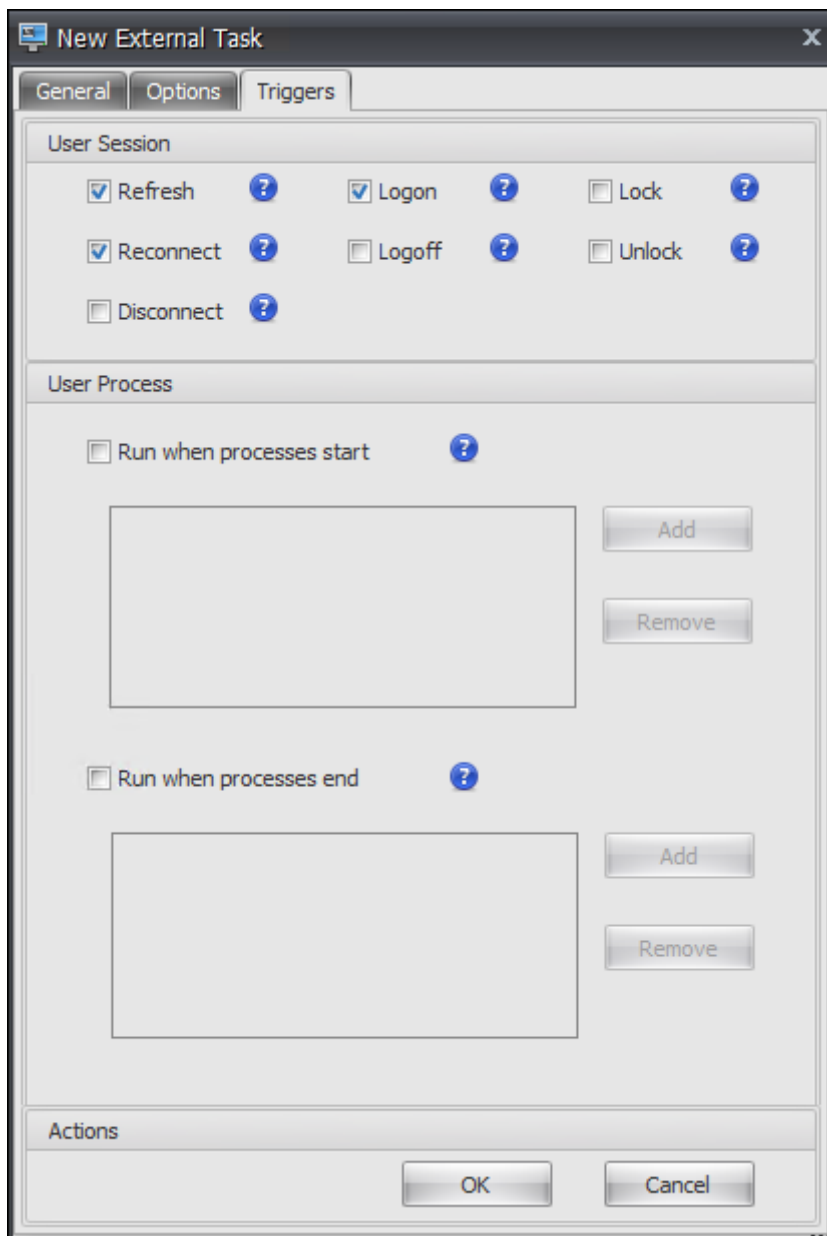 New External Task
General Options Triggers
User Session
Refresh Logon Lock
Reconnect Logoff Unlock
Disconnect
User Process
Run when processes start
Add
Remove
Run when processes end
Add
Remove
Actions
OK Cancel